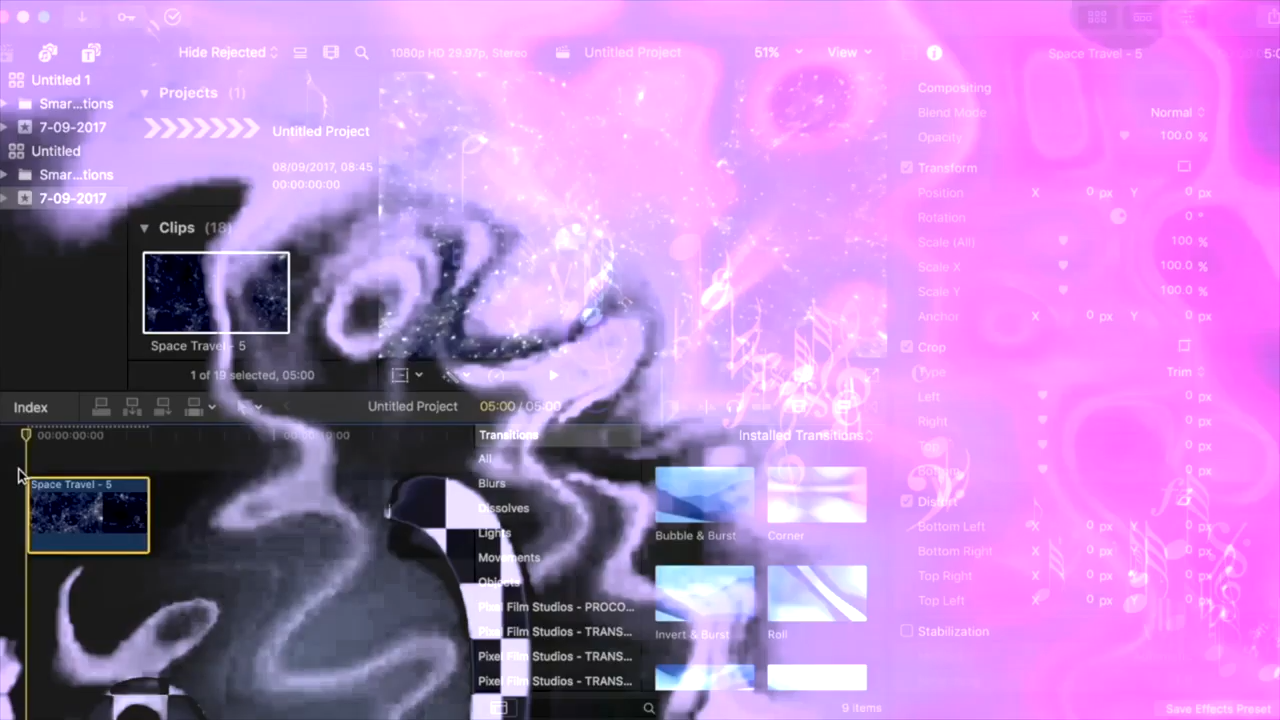 Hide Rejected
1080p HD 29.97p, Stereo
Untitled Project
51%
View
Space Travel - 5
Untitled 1
Smar...tions
7-09-2017
Untitled
Smar...tions
7-09-2017
Projects (1)
Untitled Project
08/09/2017, 08:45
00:00:00:00
Clips (18)
Space Travel - 5
1 of 19 selected, 05:00
Compositing
Blend Mode Normal
Opacity 100.0 %
Transform
Position X 0 px Y 0 px
Rotation 0 °
Scale (All) 100 %
Scale X 100.0 %
Scale Y 100.0 %
Anchor X 0 px Y 0 px
Crop
Type Trim
Left 0 px
Right 0 px
Top 0 px
Bottom 0 px
Distort
Bottom Left X 0 px Y 0 px
Bottom Right X 0 px Y 0 px
Top Right X 0 px Y 0 px
Top Left X 0 px Y 0 px
Stabilization
Save Effects Preset
Index
Untitled Project
05:00 / 05:00
00:00:00:00
Space Travel - 5
Transitions
Installed Transitions
All
Blurs
Dissolves
Lights
Movements
Objects
Pixel Film Studios - PROCO...
Pixel Film Studios - TRANS...
Pixel Film Studios - TRANS...
Pixel Film Studios - TRANS...
Bubble & Burst
Corner
Invert & Burst
Roll
9 items